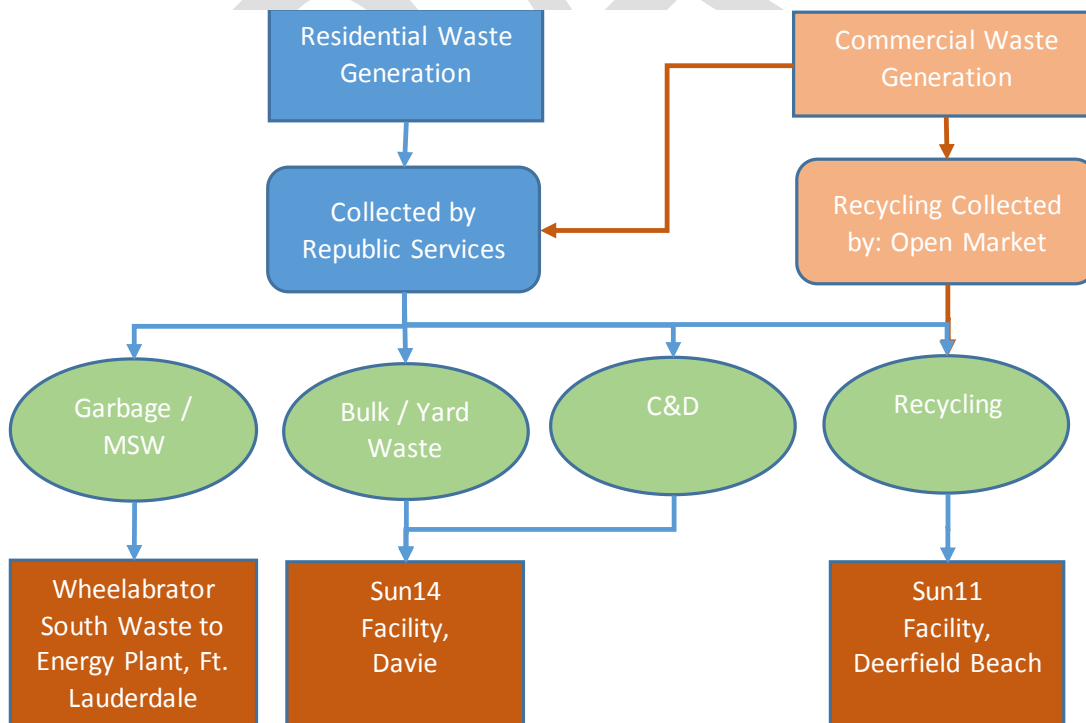 Residential Waste
Generation
Commercial Waste
Generation
Collected by
Republic Services
Recycling Collected
by: Open Market
Garbage /
MSW
Bulk / Yard
Waste
C&D
Recycling
Wheelabrator
South Waste to
Energy Plant, Ft.
Lauderdale
Sun14
Facility,
Davie
Sun11
Facility,
Deerfield Beach